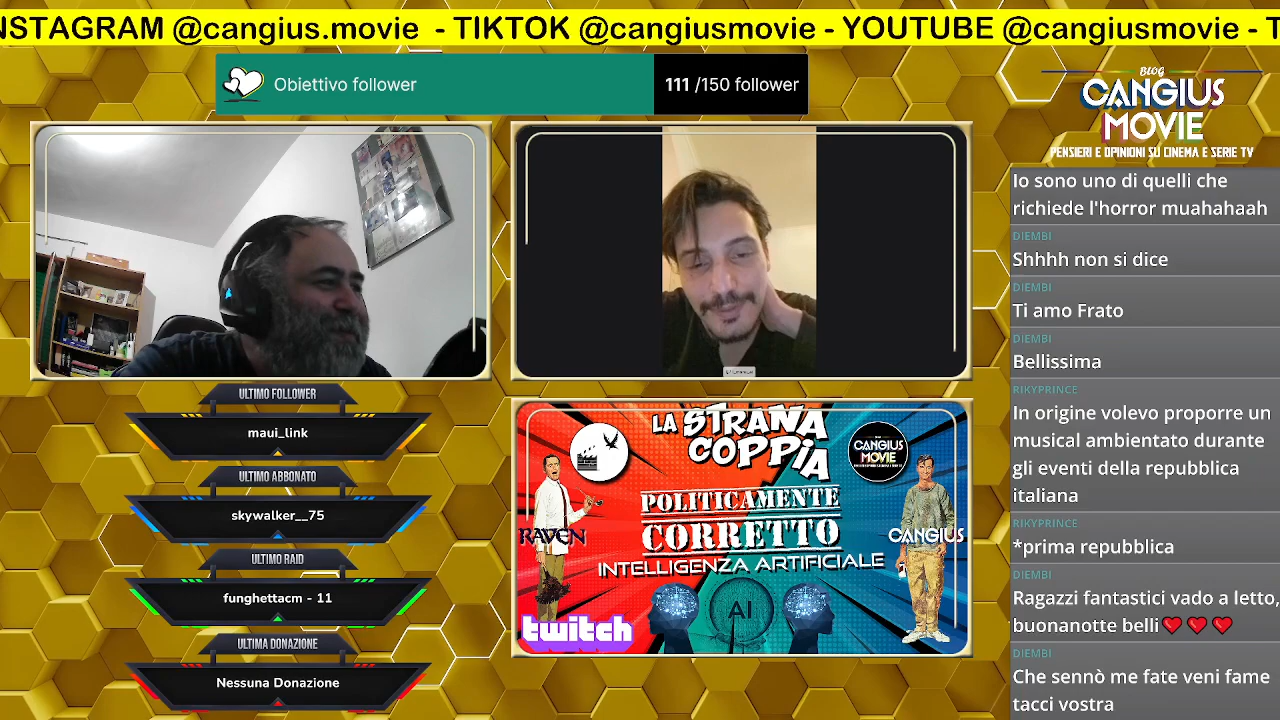 NSTAGRAM @cangius.movie - TIKTOK @cangiusmovie - YOUTUBE @cangiusmovie - T
Obiettivo follower
111 /150 follower
BLOG
CANGIUS
MOVIE
PENSIERI E OPINIONI SU CINEMA E SERIE TV
Io sono uno di quelli che
richiede l'horror muahahaah
DIEMBI
Shhhh non si dice
DIEMBI
Ti amo Frato
DIEMBI
Bellissima
RIKYPRINCE
In origine volevo proporre un
musical ambientato durante
gli eventi della repubblica
italiana
RIKYPRINCE
*prima repubblica
DIEMBI
Ragazzi fantastici vado a letto,
buonanotte belli❤❤❤
DIEMBI
Che sennò me fate veni fame
tacci vostra
ULTIMO FOLLOWER
maui_link
ULTIMO ABBONATO
skywalker__75
ULTIMO RAID
funghettacm - 11
ULTIMA DONAZIONE
Nessuna Donazione
LA STRANA
COPPIA
CANGIUS
MOVIE
POLITICAMENTE
CORRETTO
INTELLIGENZA ARTIFICIALE
RAVEN
CANGIUS
AI
twitch